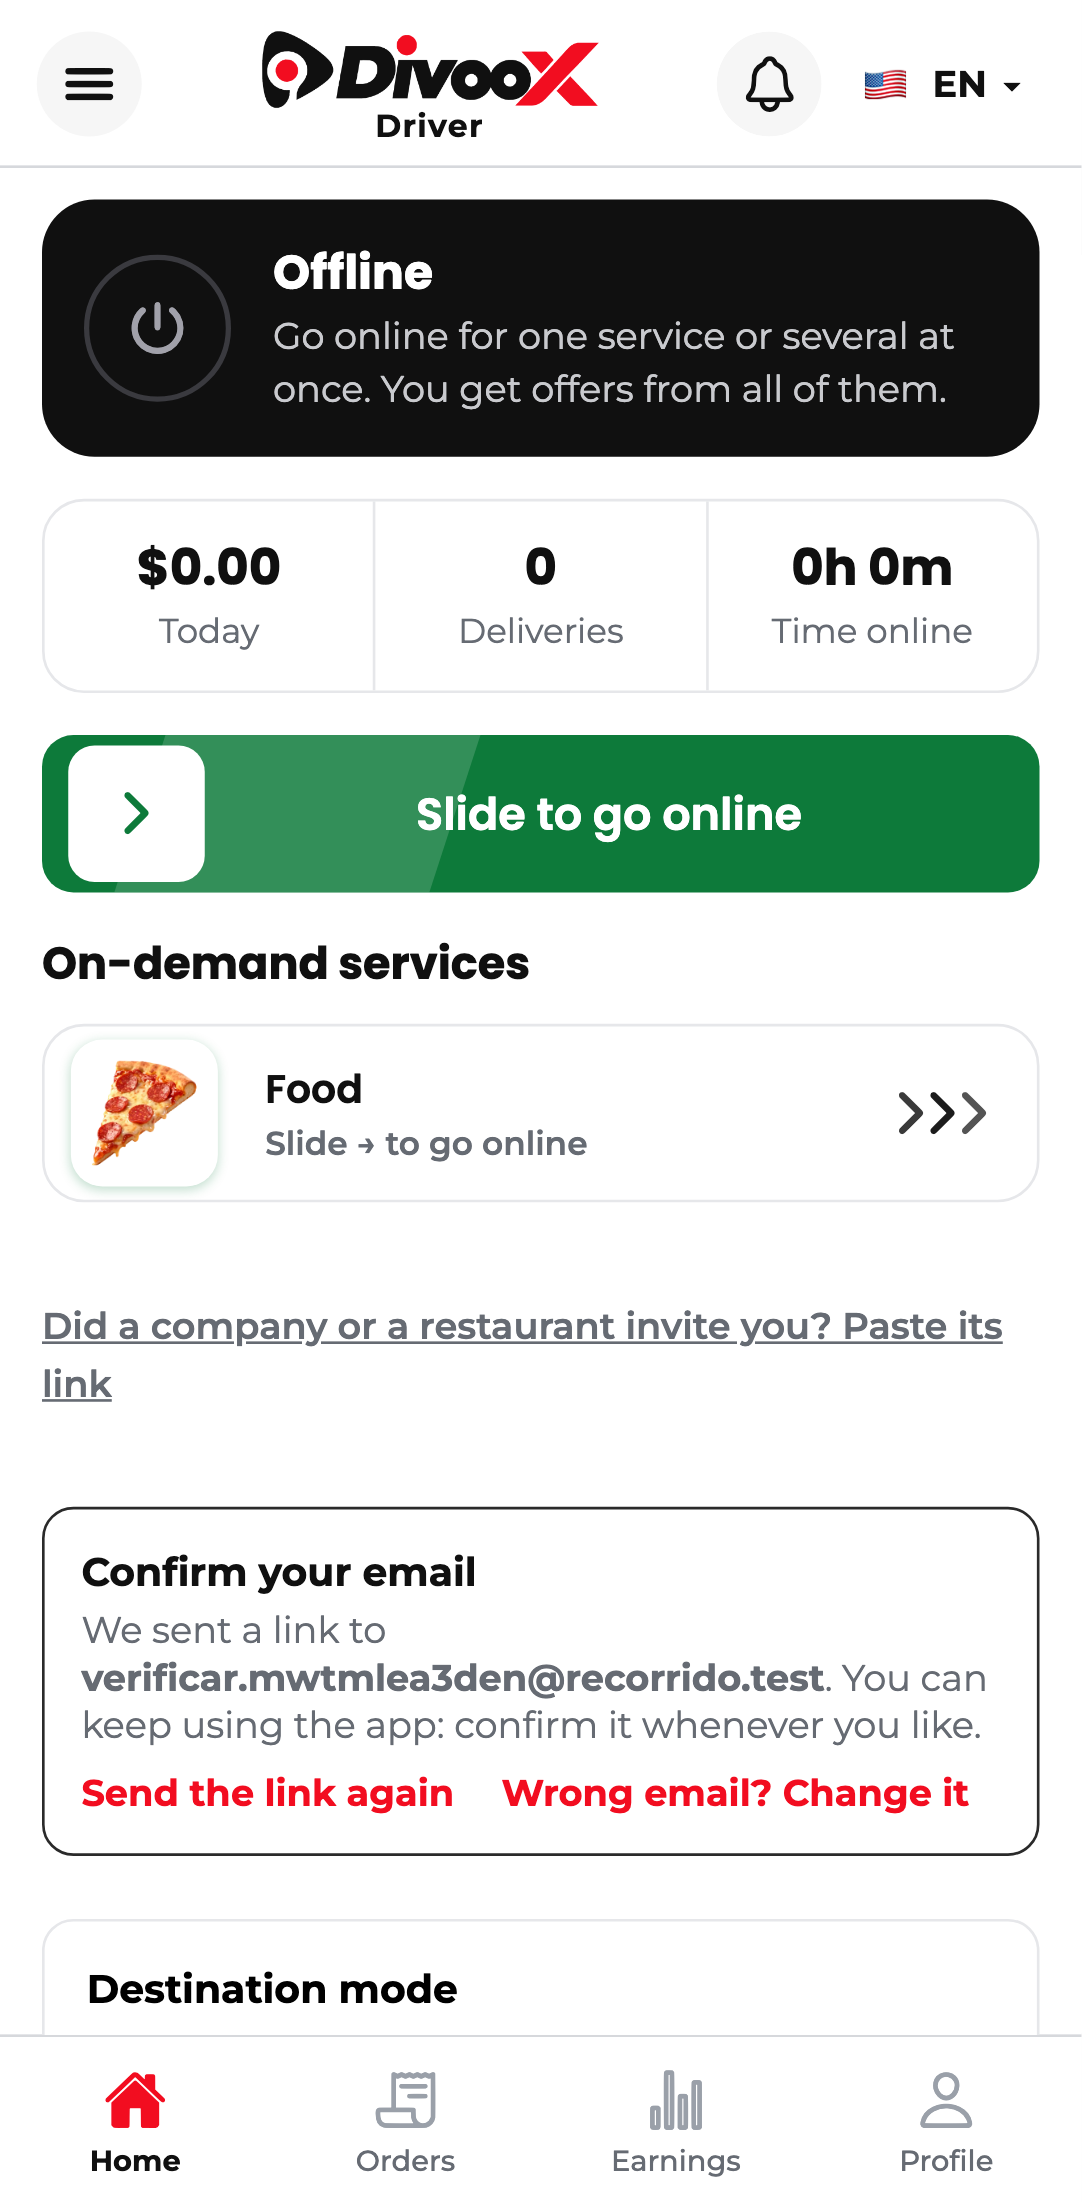 DivooX
Driver
EN
Offline
Go online for one service or several at
once. You get offers from all of them.
$0.00
Today
0
Deliveries
0h 0m
Time online
Slide to go online
On-demand services
Food
Slide → to go online
Did a company or a restaurant invite you? Paste its
link
Confirm your email
We sent a link to
verificar.mwtmlea3den@recorrido.test. You can
keep using the app: confirm it whenever you like.
Send the link again
Wrong email? Change it
Destination mode
Home
Orders
Earnings
Profile